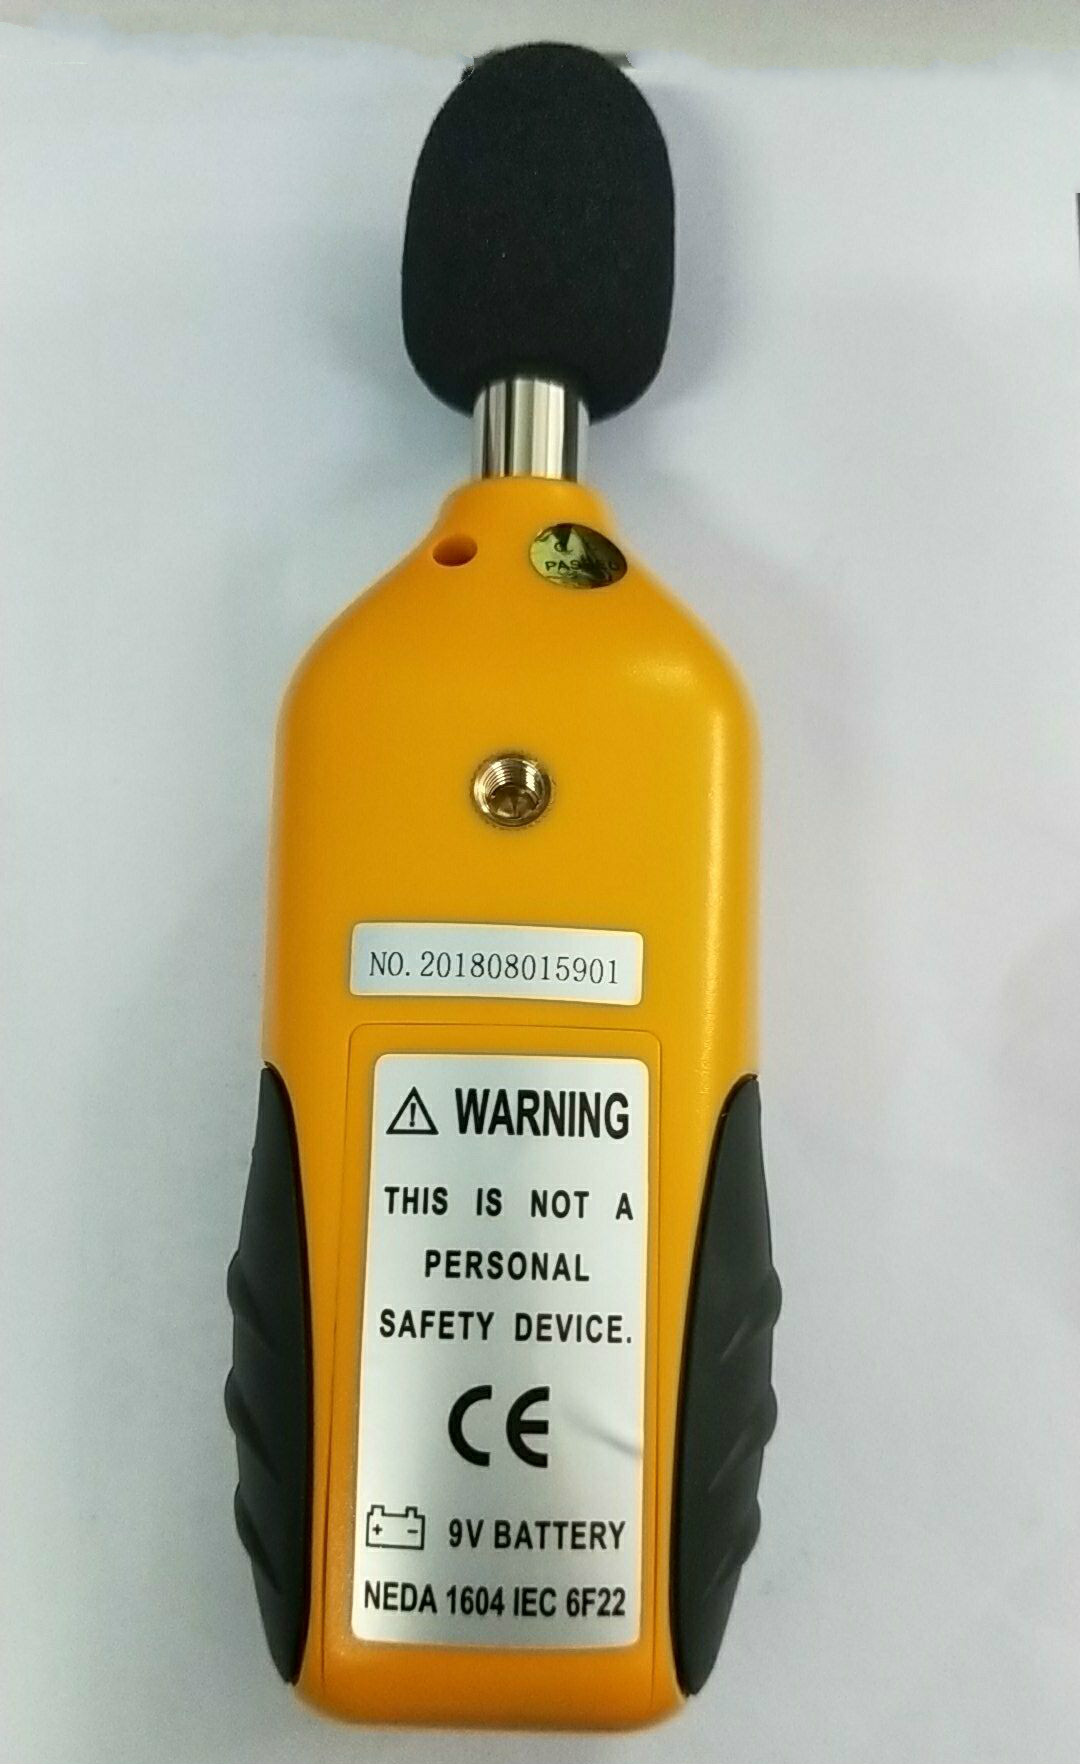 NO. 201808015901
WARNING
THIS IS NOT A
PERSONAL
SAFETY DEVICE.
CE
9V BATTERY
NEDA 1604 IEC 6F22